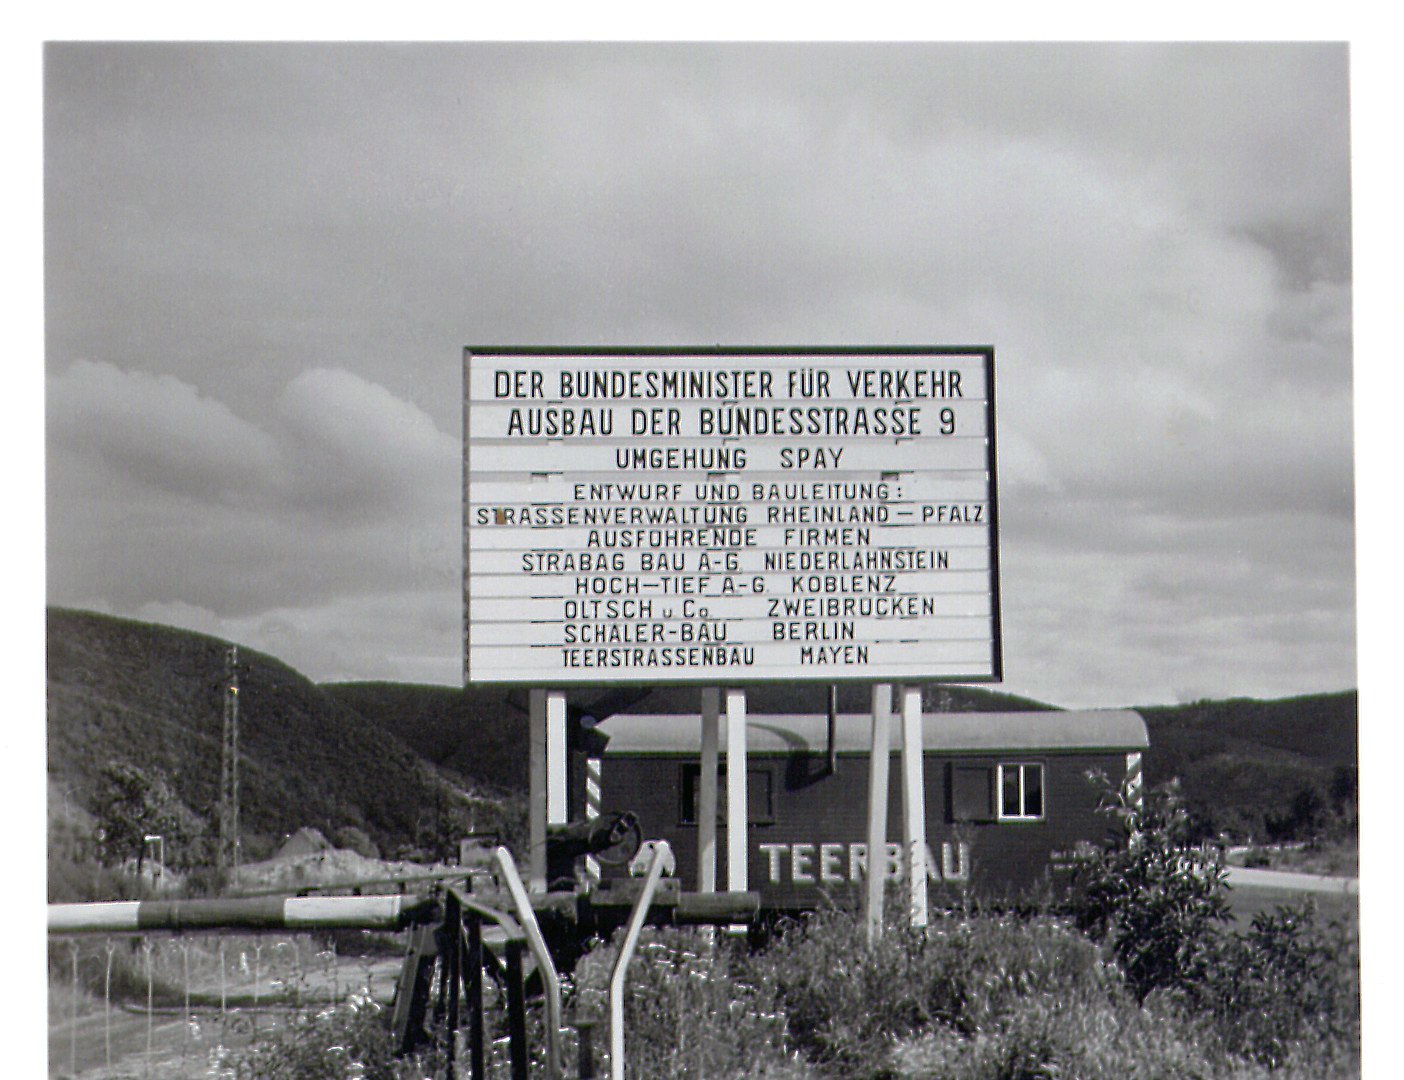 DER BUNDESMINISTER FÜR VERKEHR
AUSBAU DER BUNDESSTRASSE 9
UMGEHUNG SPAY
ENTWURF UND BAULEITUNG:
STRASSENVERWALTUNG RHEINLAND-PFALZ
AUSFÜHRENDE FIRMEN
STRABAG BAU A-G. NIEDERLAHNSTEIN
HOCH-TIEF A-G. KOBLENZ
OLTSCH u. Co. ZWEIBRÜCKEN
SCHÄLER-BAU BERLIN
TEERSTRASSENBAU MAYEN
TEERBAU